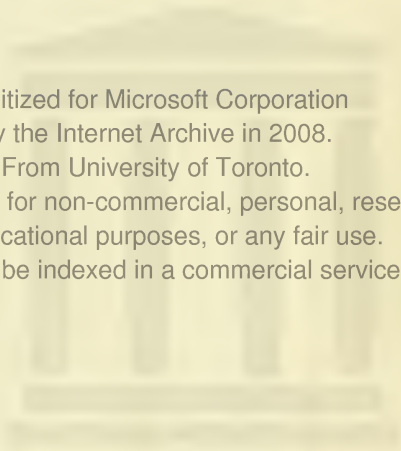 itized for Microsoft Corporation
y the Internet Archive in 2008.
From University of Toronto.
for non-commercial, personal, rese
cational purposes, or any fair use.
be indexed in a commercial service